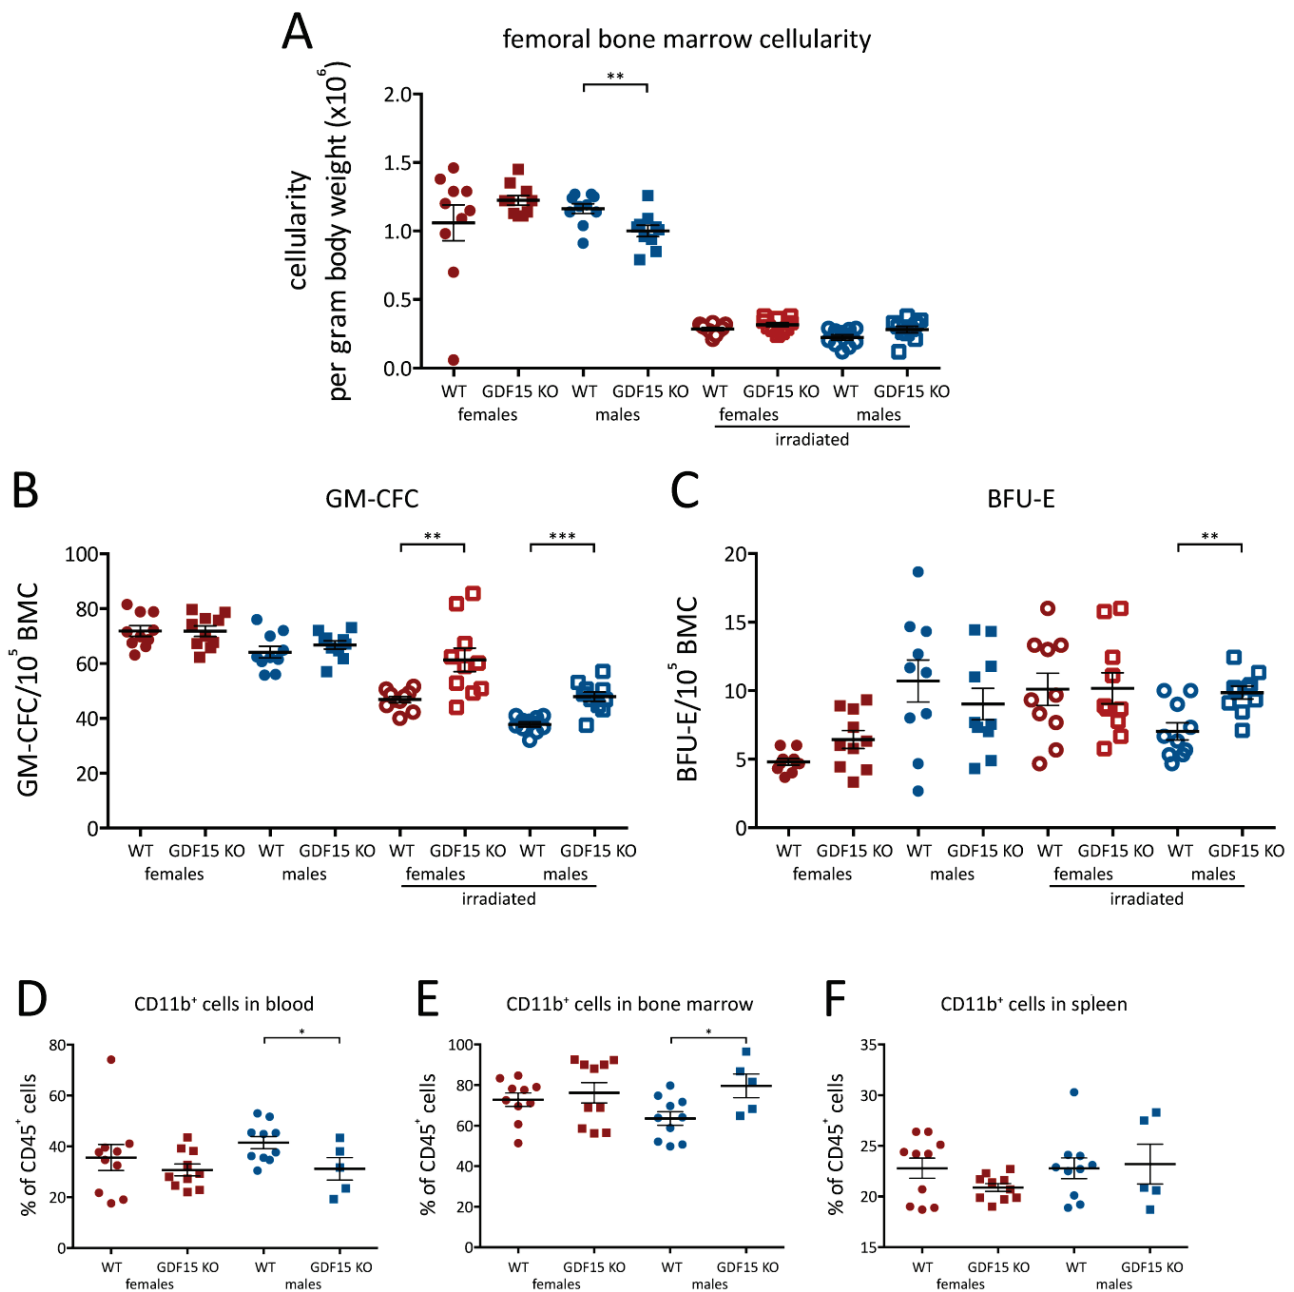 A
femoral bone marrow cellularity
cellularity
per gram body weight (x10⁶)
**
2.0
1.5
1.0
0.5
0.0
WT GDF15 KO WT GDF15 KO WT GDF15 KO WT GDF15 KO
females males females males
irradiated
B
GM-CFC
GM-CFC/10⁵ BMC
** ***
100
80
60
40
20
0
WT GDF15 KO WT GDF15 KO WT GDF15 KO WT GDF15 KO
females males females males
irradiated
C
BFU-E
BFU-E/10⁵ BMC
**
20
15
10
5
0
WT GDF15 KO WT GDF15 KO WT GDF15 KO WT GDF15 KO
females males females males
irradiated
D
CD11b⁺ cells in blood
% of CD45⁺ cells
*
80
60
40
20
0
WT GDF15 KO WT GDF15 KO
females males
E
CD11b⁺ cells in bone marrow
% of CD45⁺ cells
*
100
80
60
40
20
0
WT GDF15 KO WT GDF15 KO
females males
F
CD11b⁺ cells in spleen
% of CD45⁺ cells
35
30
25
20
15
WT GDF15 KO WT GDF15 KO
females males